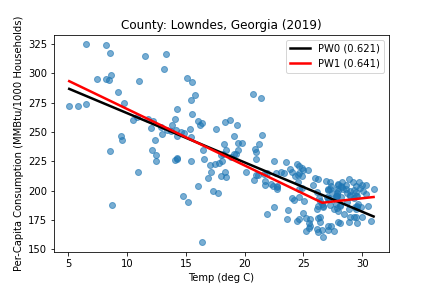 County: Lowndes, Georgia (2019)
Per-Capita Consumption (MMBtu/1000 Households)
325
300
275
250
225
200
175
150
PW0 (0.621)
PW1 (0.641)
5 10 15 20 25 30
Temp (deg C)